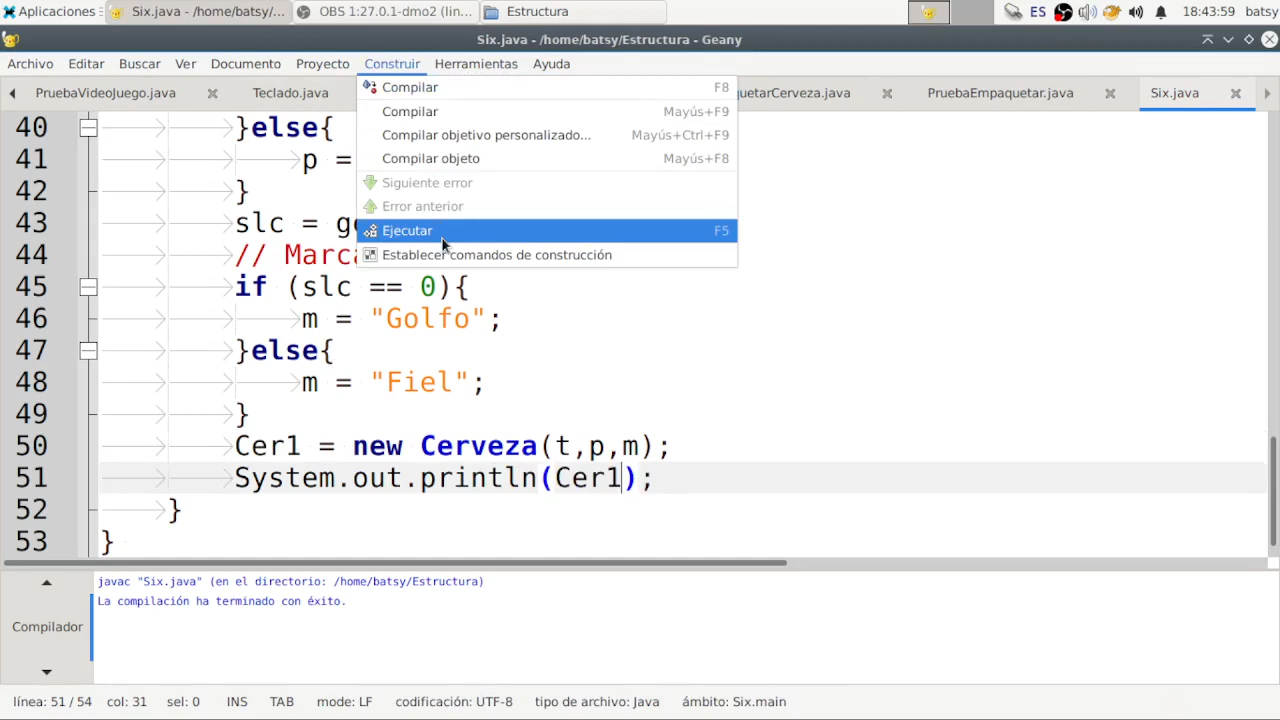 Aplicaciones
Six.java - /home/batsy/...
OBS 1:27.0.1-dmo2 (lin...
Estructura
ES
18:43:59
batsy
Six.java - /home/batsy/Estructura - Geany
Archivo Editar Buscar Ver Documento Proyecto Construir Herramientas Ayuda
PruebaVideoJuego.java Teclado.java quetarCerveza.java PruebaEmpaquetar.java Six.java
Compilar F8
Compilar Mayús+F9
Compilar objetivo personalizado... Mayús+Ctrl+F9
Compilar objeto Mayús+F8
Siguiente error
Error anterior
Ejecutar F5
Establecer comandos de construcción
40 }else{
41 p =
42 }
43 slc = ge
44 // Marca
45 if (slc == 0){
46 m = "Golfo";
47 }else{
48 m = "Fiel";
49 }
50 Cer1 = new Cerveza(t,p,m);
51 System.out.println(Cer1);
52 }
53 }
Compilador
javac "Six.java" (en el directorio: /home/batsy/Estructura)
La compilación ha terminado con éxito.
línea: 51 / 54 col: 31 sel: 0 INS TAB mode: LF codificación: UTF-8 tipo de archivo: Java ámbito: Six.main